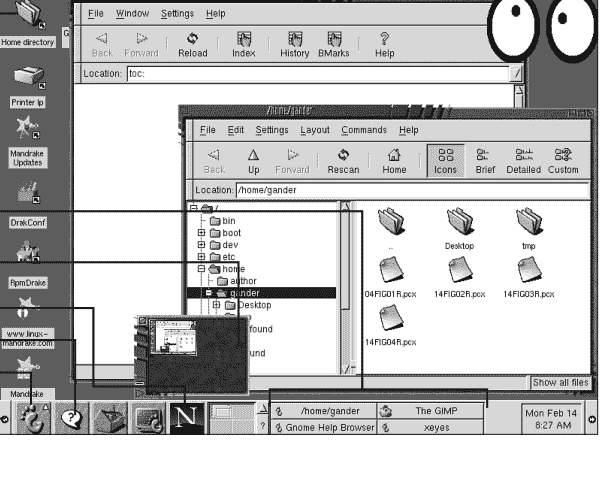 File Window Settings Help
Home directory
G
Back Forward Reload Index History BMarks Help
Location: toc:
Printer lp
/home/gander
File Edit Settings Layout Commands Help
Mandrake
Updates
Back Up Forward Rescan Home Icons Brief Detailed Custom
Location: /home/gander
/
bin
.. Desktop tmp
DrakConf
boot
dev
etc
home
author
RpmDrake
gander
04FIG01R.pcx 14FIG02R.pcx 14FIG03R.pcx
Desktop
found
www.linux-
mandrake.com
14FIG04R.pcx
und
Show all files
Mandrake
N
/home/gander The GIMP
Mon Feb 14
? Gnome Help Browser xeyes
8:27 AM